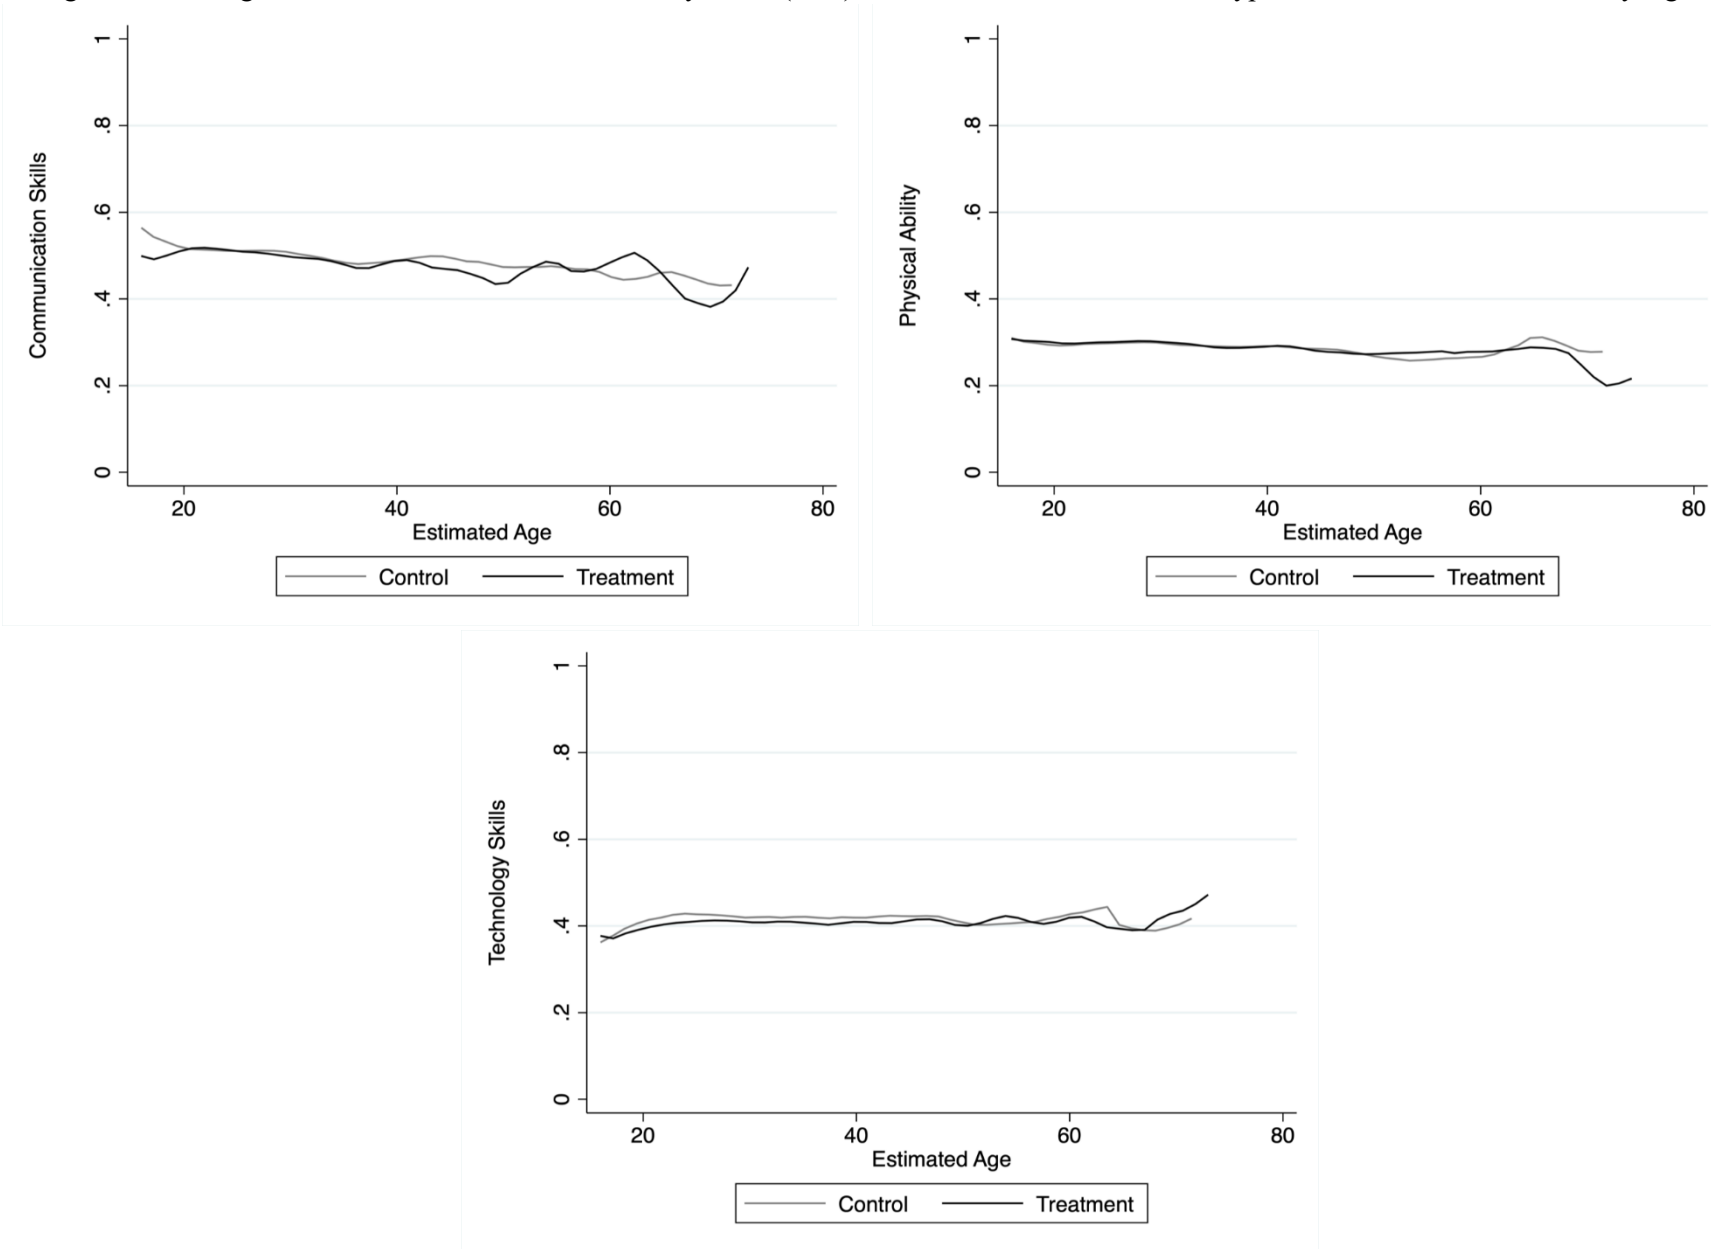 1
.8
.6
.4
.2
0
Communication Skills
20 40 60 80
Estimated Age
Control Treatment
1
.8
.6
.4
.2
0
Physical Ability
20 40 60 80
Estimated Age
Control Treatment
1
.8
.6
.4
.2
0
Technology Skills
20 40 60 80
Estimated Age
Control Treatment